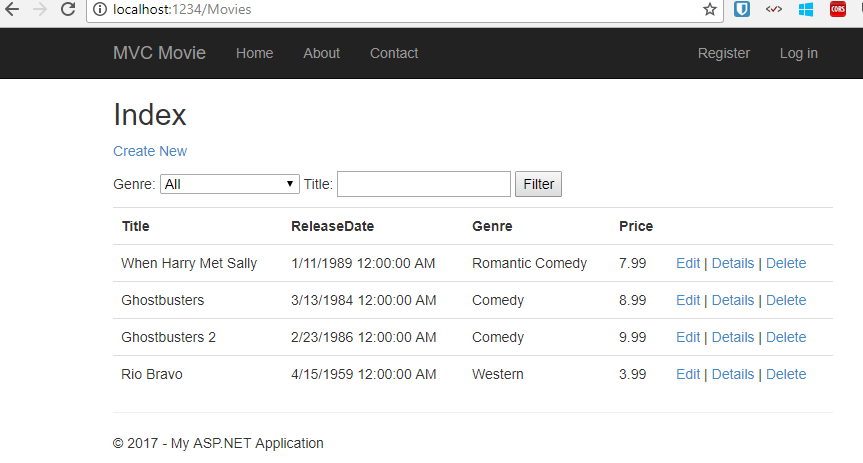 localhost:1234/Movies
CORS
MVC Movie Home About Contact Register Log in
Index
Create New
Genre: All Title: Filter
Title ReleaseDate Genre Price
When Harry Met Sally 1/11/1989 12:00:00 AM Romantic Comedy 7.99 Edit | Details | Delete
Ghostbusters 3/13/1984 12:00:00 AM Comedy 8.99 Edit | Details | Delete
Ghostbusters 2 2/23/1986 12:00:00 AM Comedy 9.99 Edit | Details | Delete
Rio Bravo 4/15/1959 12:00:00 AM Western 3.99 Edit | Details | Delete
© 2017 - My ASP.NET Application